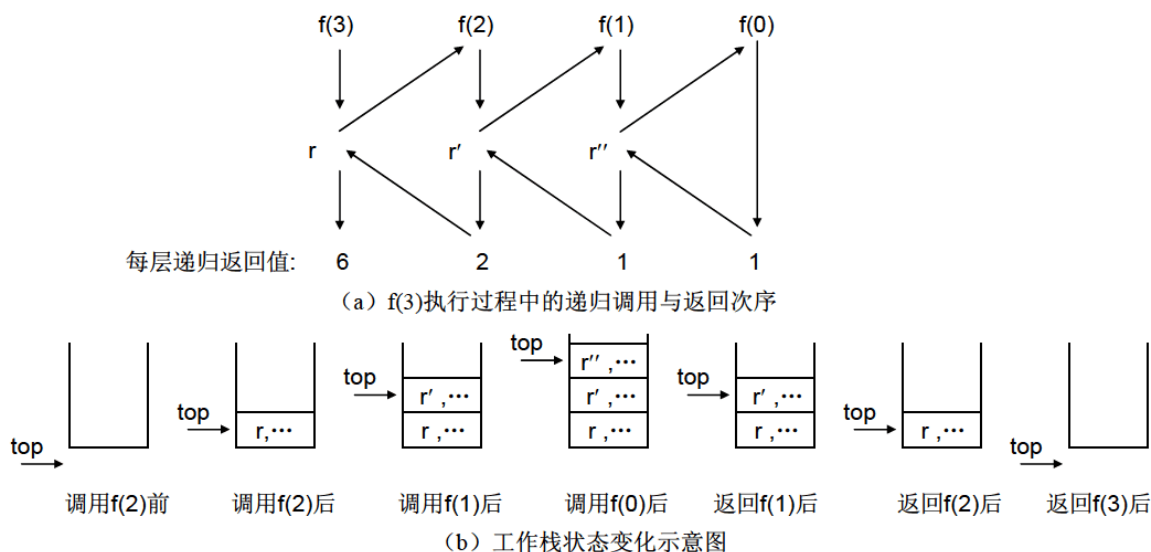 f(3) f(2) f(1) f(0)
r r′ r′′
每层递归返回值: 6 2 1 1
（a）f(3)执行过程中的递归调用与返回次序
top top top top top top top
r,… 
r′ ,…
r ,…
r′′ ,…
r′ ,…
r ,…
r′ ,…
r ,…
r ,…
调用f(2)前 调用f(2)后 调用f(1)后 调用f(0)后 返回f(1)后 返回f(2)后 返回f(3)后
（b）工作栈状态变化示意图